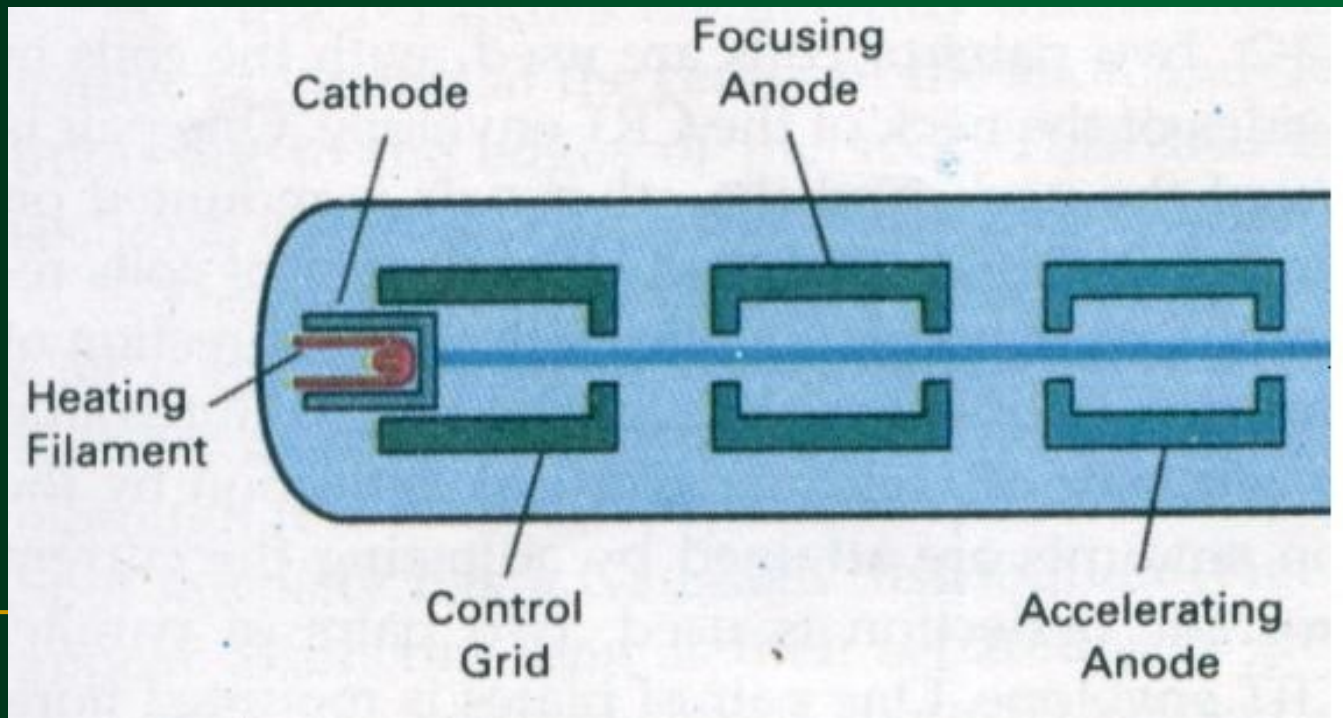 Focusing
Anode
Cathode
Heating
Filament
Control
Grid
Accelerating
Anode